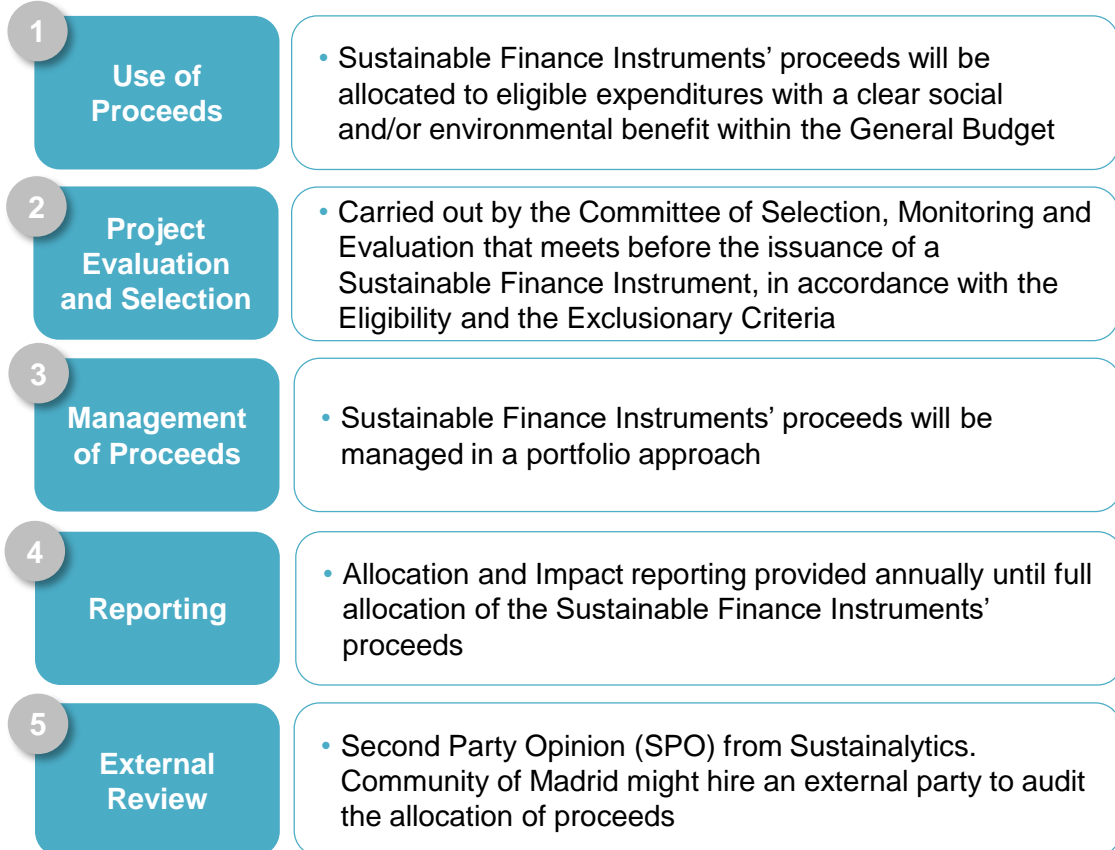 1
Use of
Proceeds
• Sustainable Finance Instruments’ proceeds will be
allocated to eligible expenditures with a clear social
and/or environmental benefit within the General Budget
2
Project
Evaluation
and Selection
• Carried out by the Committee of Selection, Monitoring and
Evaluation that meets before the issuance of a
Sustainable Finance Instrument, in accordance with the
Eligibility and the Exclusionary Criteria
3
Management
of Proceeds
• Sustainable Finance Instruments’ proceeds will be
managed in a portfolio approach
4
Reporting
• Allocation and Impact reporting provided annually until full
allocation of the Sustainable Finance Instruments’
proceeds
5
External
Review
• Second Party Opinion (SPO) from Sustainalytics.
Community of Madrid might hire an external party to audit
the allocation of proceeds